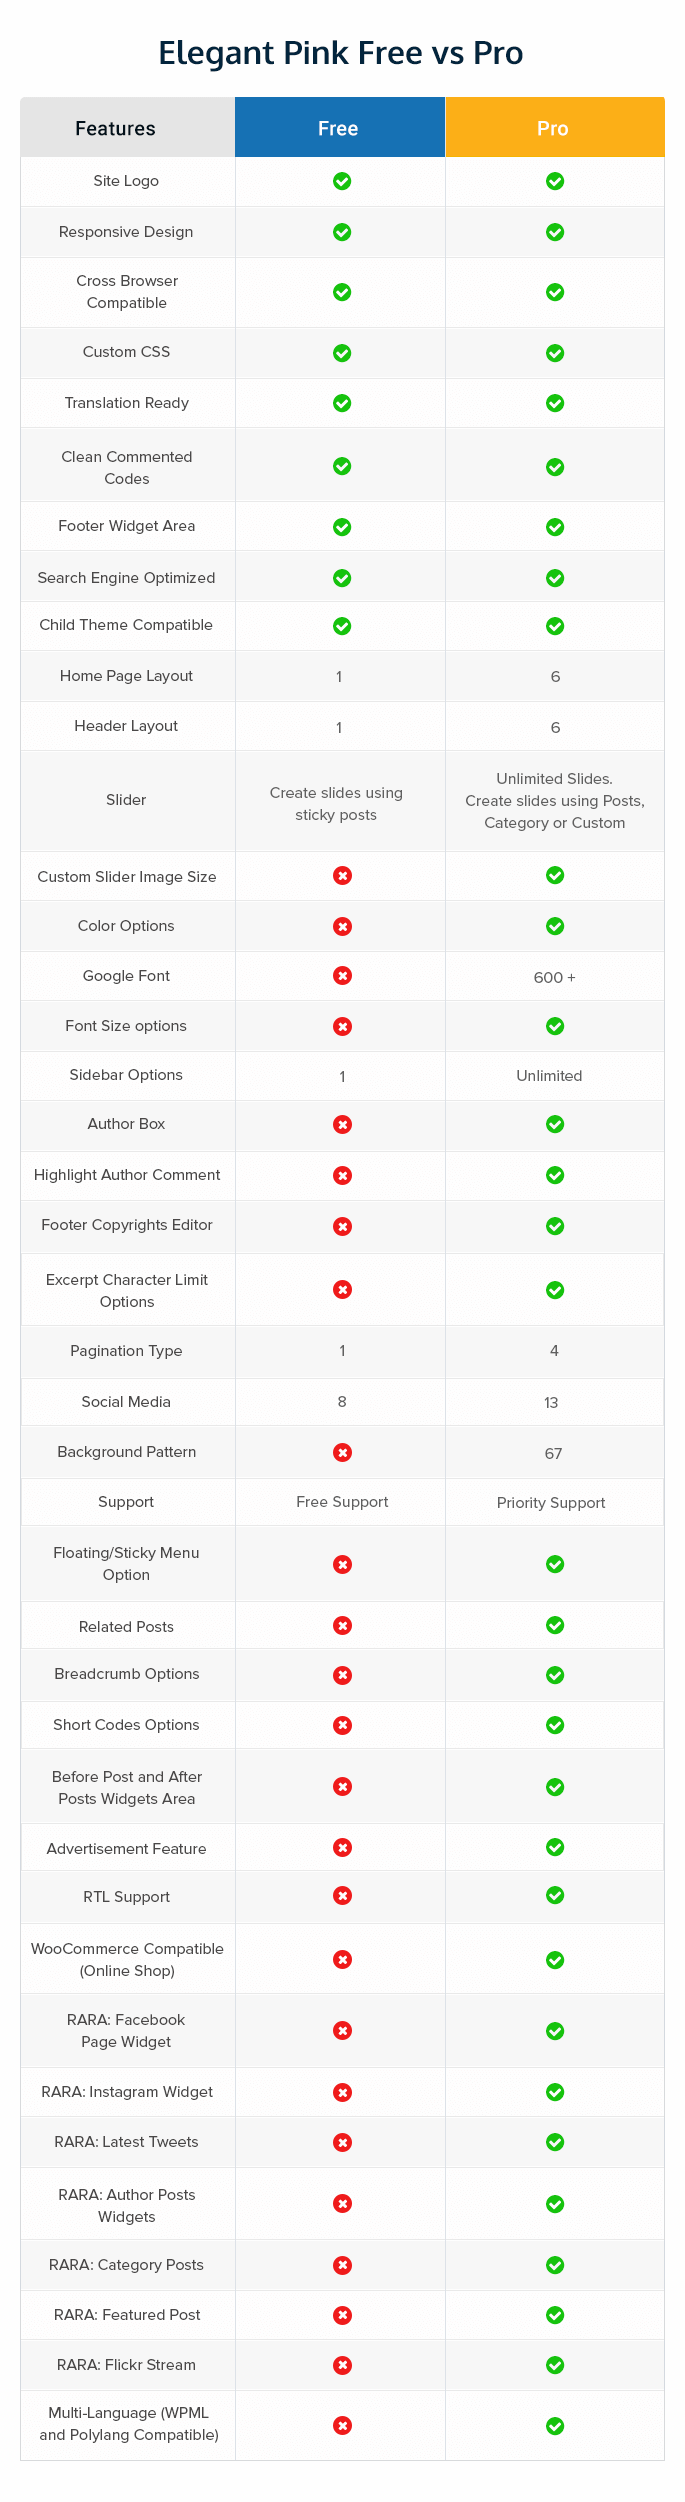 Elegant Pink Free vs Pro
Features Free Pro
Site Logo
Responsive Design
Cross Browser
Compatible
Custom CSS
Translation Ready
Clean Commented
Codes
Footer Widget Area
Search Engine Optimized
Child Theme Compatible
Home Page Layout 1 6
Header Layout 1 6
Slider
Create slides using
sticky posts
Unlimited Slides.
Create slides using Posts,
Category or Custom
Custom Slider Image Size
Color Options
Google Font 600 +
Font Size options
Sidebar Options 1 Unlimited
Author Box
Highlight Author Comment
Footer Copyrights Editor
Excerpt Character Limit
Options
Pagination Type 1 4
Social Media 8 13
Background Pattern 67
Support Free Support Priority Support
Floating/Sticky Menu
Option
Related Posts
Breadcrumb Options
Short Codes Options
Before Post and After
Posts Widgets Area
Advertisement Feature
RTL Support
WooCommerce Compatible
(Online Shop)
RARA: Facebook
Page Widget
RARA: Instagram Widget
RARA: Latest Tweets
RARA: Author Posts
Widgets
RARA: Category Posts
RARA: Featured Post
RARA: Flickr Stream
Multi-Language (WPML
and Polylang Compatible)